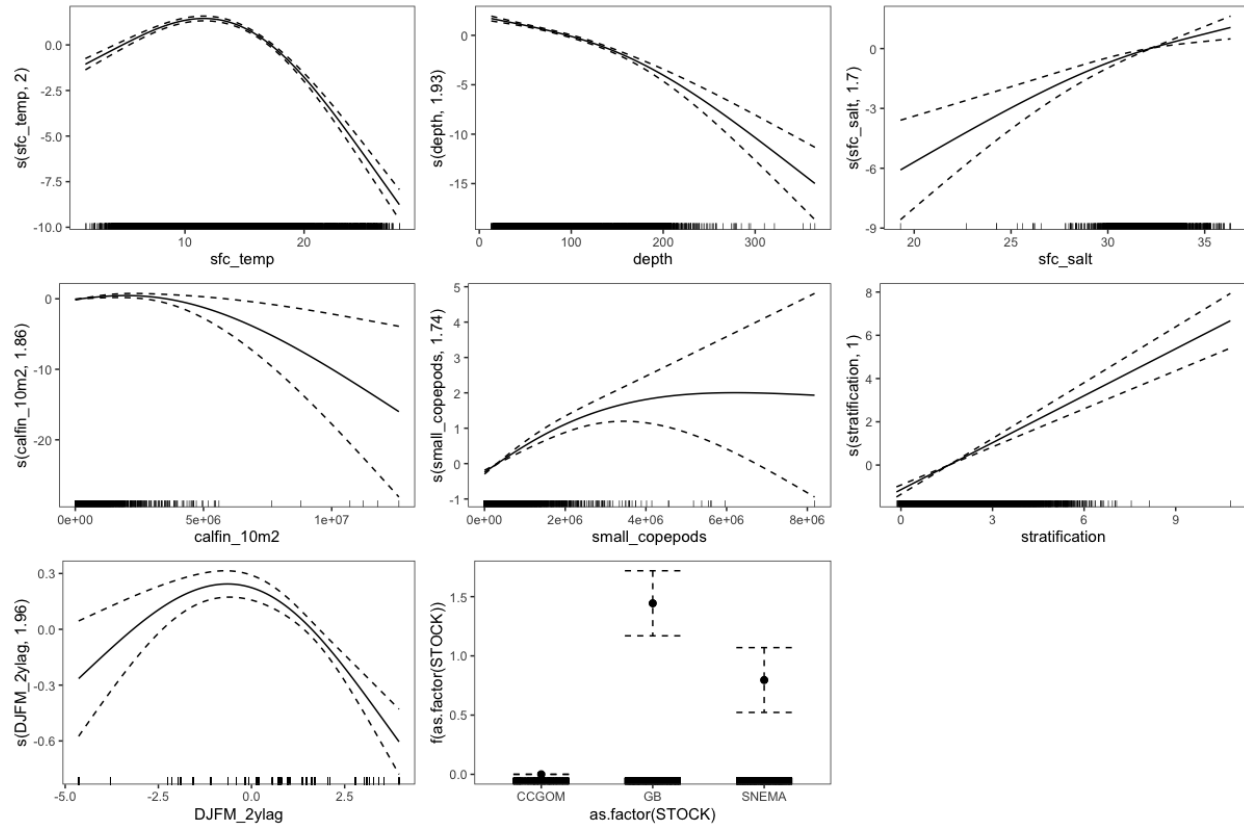 s(sfc_temp, 2)
0.0
-2.5
-5.0
-7.5
-10.0
10
20
sfc_temp
s(depth, 1.93)
0
-5
-10
-15
0
100
200
300
depth
s(sfc_salt, 1.7)
0
-3
-6
-9
20
25
30
35
sfc_salt
s(calfin_10m2, 1.86)
0
-10
-20
0e+00
5e+06
1e+07
calfin_10m2
s(small_copepods, 1.74)
5
4
3
2
1
0
-1
0e+00
2e+06
4e+06
6e+06
8e+06
small_copepods
s(stratification, 1)
8
6
4
2
0
0
3
6
9
stratification
s(DJFM_2ylag, 1.96)
0.3
0.0
-0.3
-0.6
-5.0
-2.5
0.0
2.5
DJFM_2ylag
f(as.factor(STOCK))
1.5
1.0
0.5
0.0
CCGOM
GB
SNEMA
as.factor(STOCK)